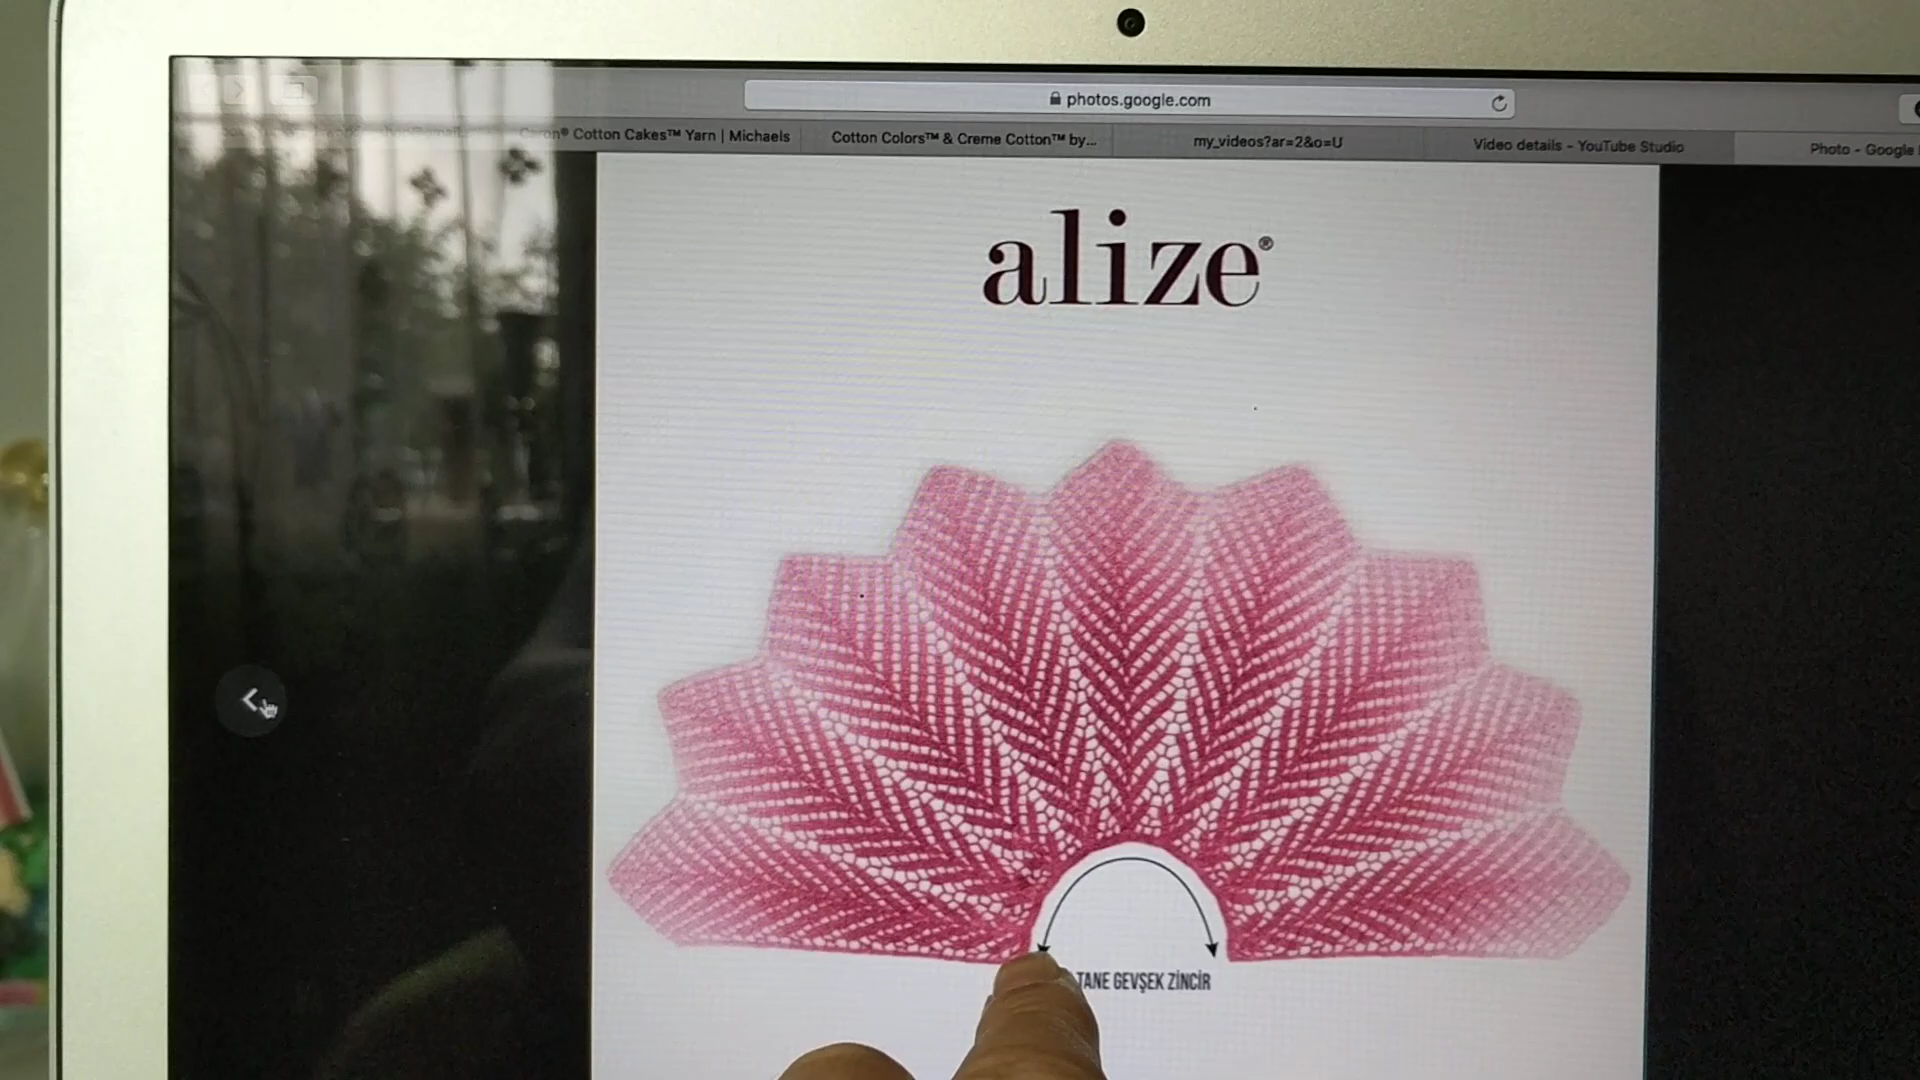 photos.google.com
Caron® Cotton Cakes™ Yarn | Michaels
Cotton Colors™ & Creme Cotton™ by...
my_videos?ar=2&o=U
Video details - YouTube Studio
Photo - Google
alize®
TANE GEVŞEK ZİNCİR